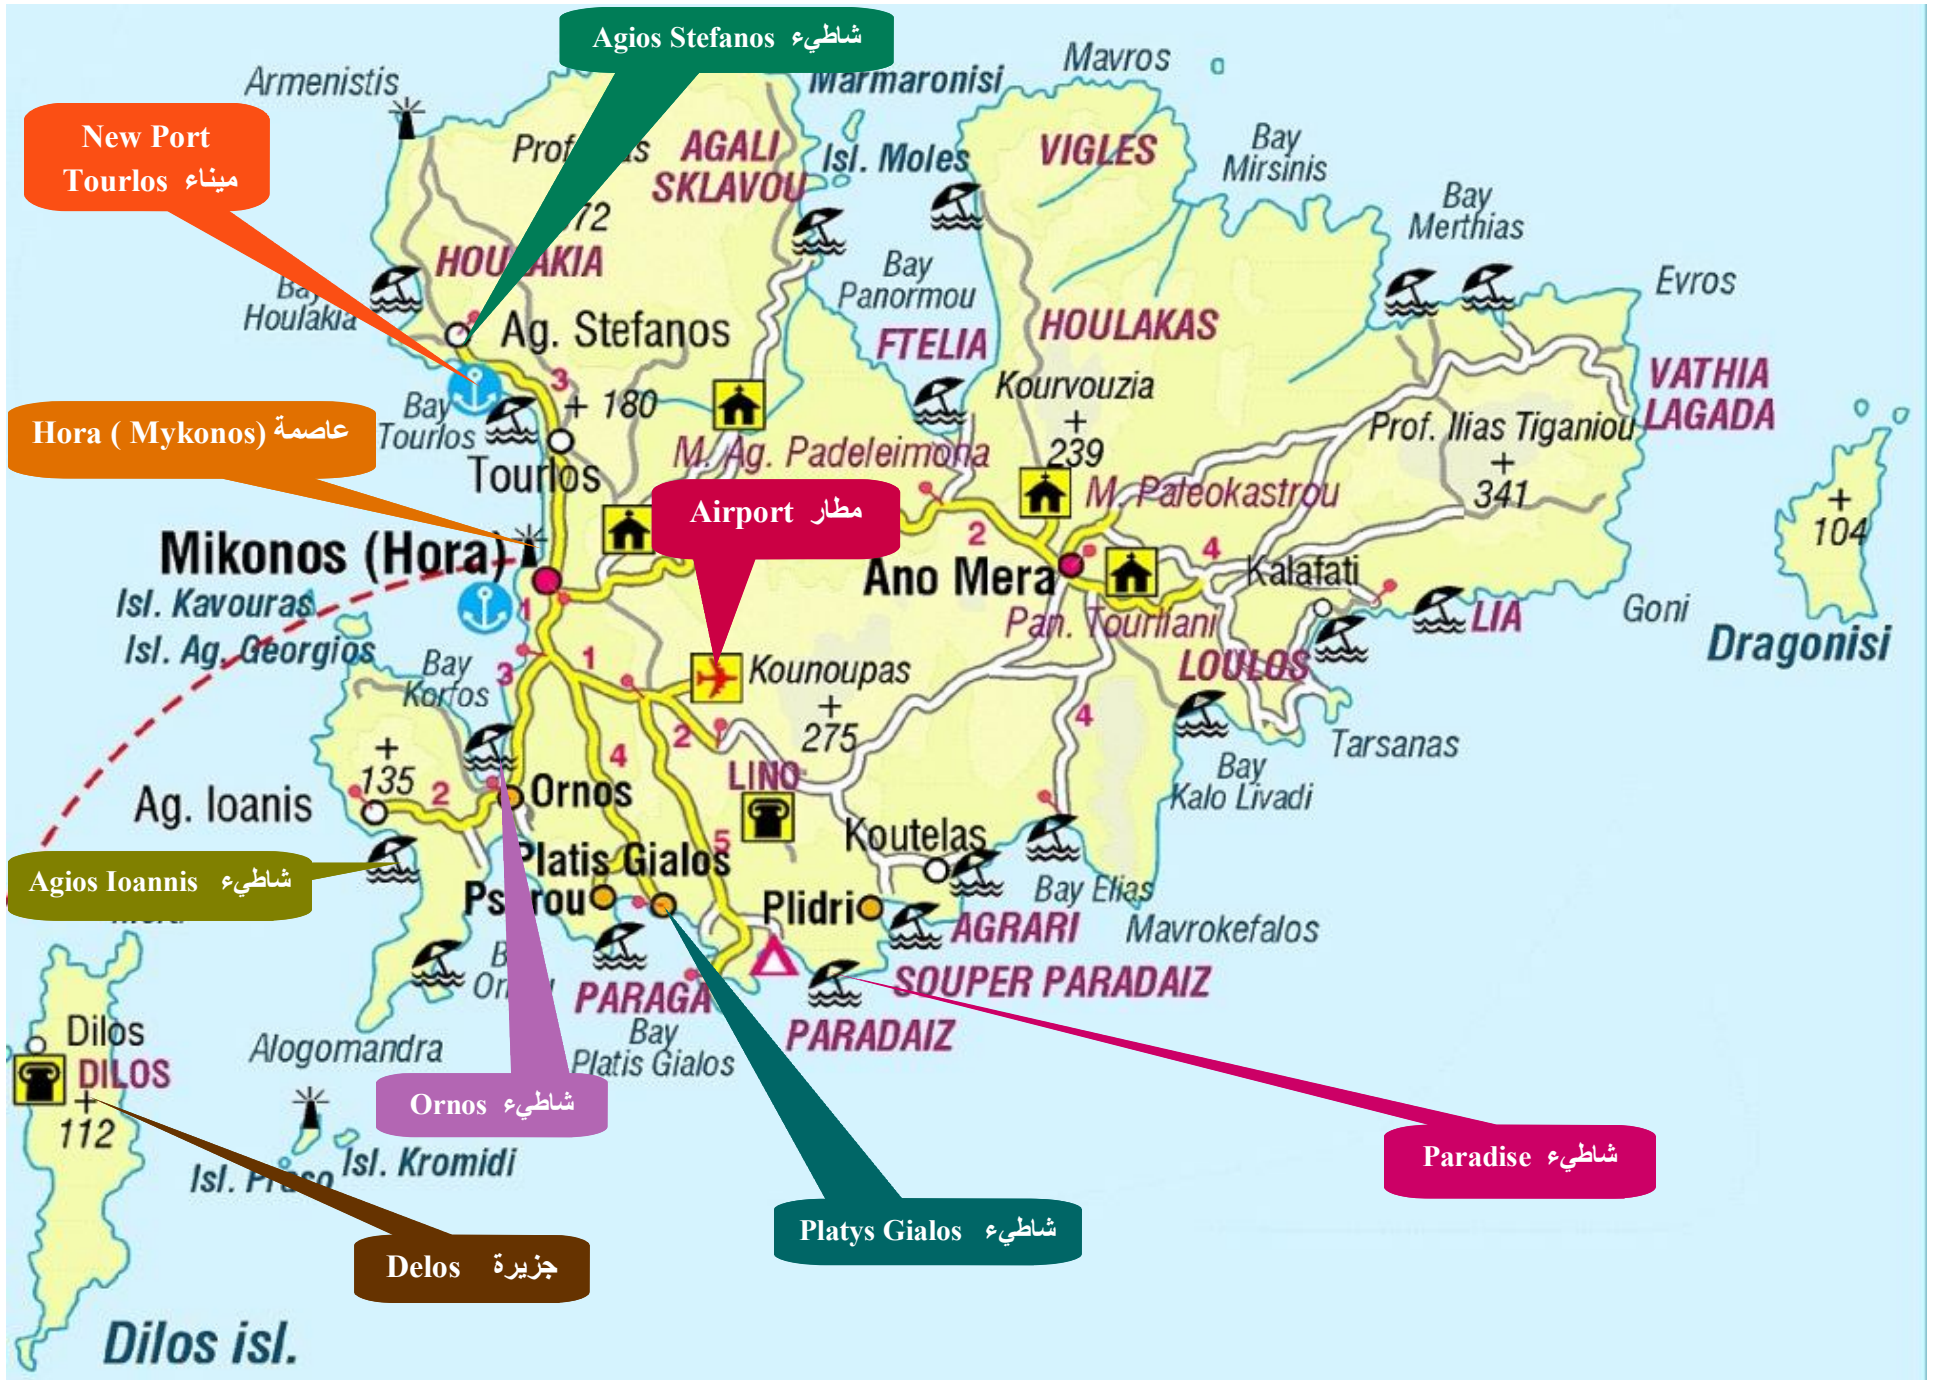 شاطيء Agios Stefanos
Mavros
Armenistis
Marmaronisi
New Port
ميناء Tourlos
AGALI
SKLAVOU
Isl. Moles
VIGLES
Bay
Mirsinis
Bay
Merthias
HOULAKIA
Bay
Houlakia
Bay
Panormou
Evros
Ag. Stefanos
FTELIA
HOULAKAS
3
180
Kourvouzia
239
VATHIA
LAGADA
Bay
Tourlos
عاصمة Hora ( Mykonos)
Prof. Ilias Tiganiou
341
M. Ag. Padeleimona
Tourlos
M. Paleokastrou
مطار Airport
2
104
Mikonos (Hora)
Ano Mera
4
Kalafati
Isl. Kavouras
1
Pan. Tourliani
LIA
Goni
Dragonisi
Isl. Ag. Georgios
Bay
Korfos
3
1
Kounoupas
275
LOULOS
4
2
4
Tarsanas
135
2
LINO
Bay
Kalo Livadi
Ag. Ioanis
Ornos
5
Koutelas
Platis Gialos
شاطيء Agios Ioannis
Plidri
Bay Elias
AGRARI
Mavrokefalos
SOUPER PARADAIZ
PARAGA
Bay
Platis Gialos
PARADAIZ
Dilos
DILOS
112
Alogomandra
شاطيء Ornos
Isl. Kromidi
شاطيء Paradise
شاطيء Platys Gialos
جزيرة Delos
Dilos isl.